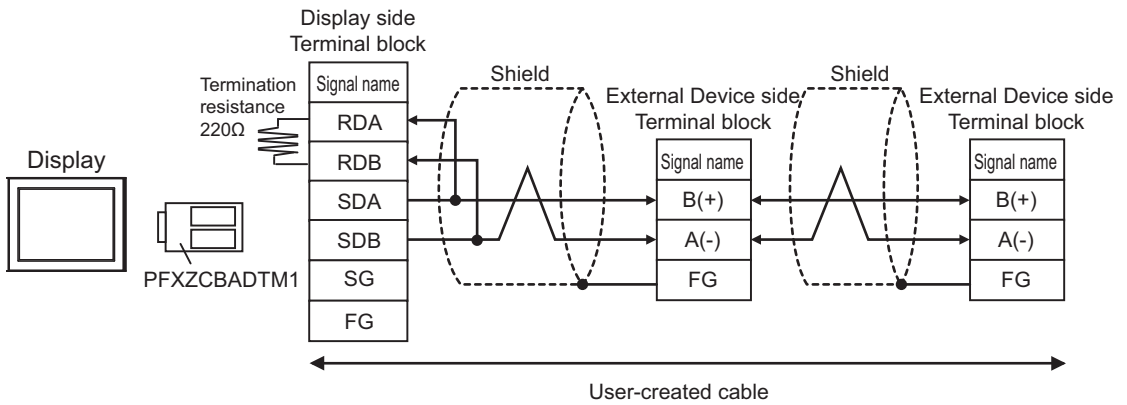 Display side
Terminal block
Termination
resistance
220Ω
Signal name
RDA
RDB
SDA
SDB
SG
FG
Display
PFXZCBADTM1
Shield
External Device side
Terminal block
Signal name
B(+)
A(-)
FG
Shield
External Device side
Terminal block
Signal name
B(+)
A(-)
FG
User-created cable